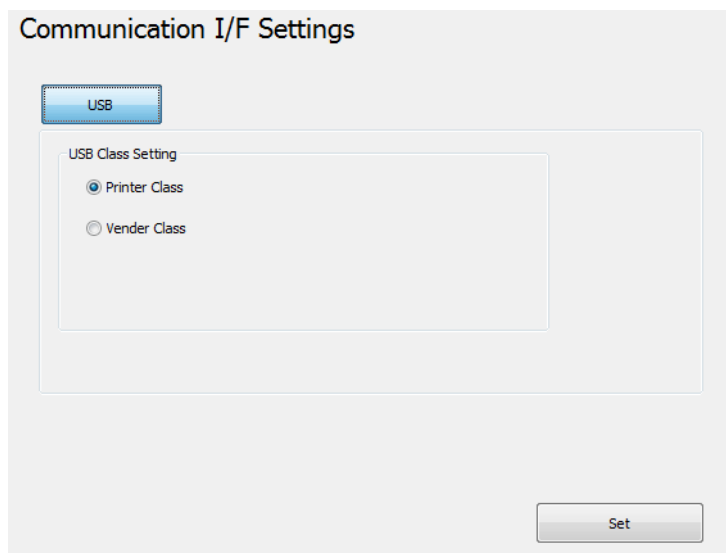 Communication I/F Settings
USB
USB Class Setting
Printer Class
Vender Class
Set